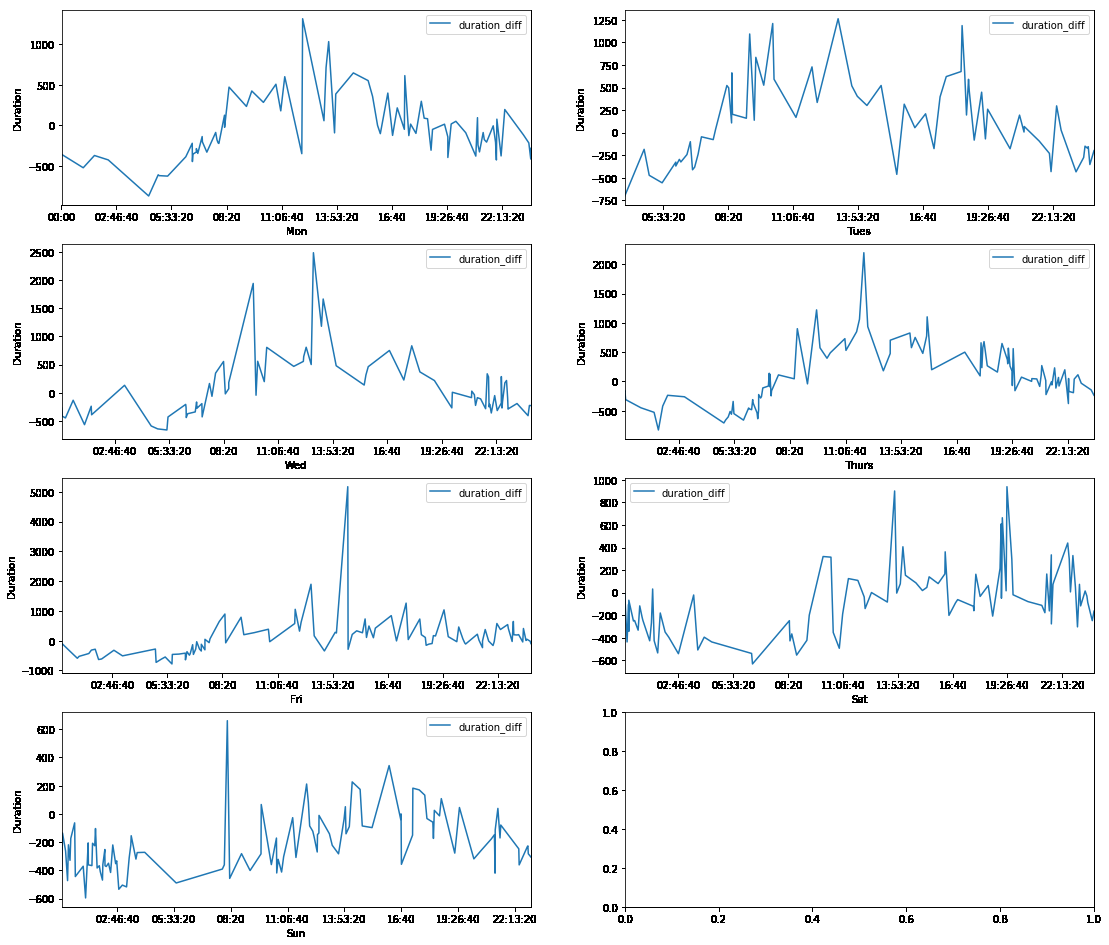 duration_diff
Duration
1000
500
0
−500
00:00 02:46:40 05:33:20 08:20 11:06:40 13:53:20 16:40 19:26:40 22:13:20
Mon
duration_diff
Duration
1250
1000
750
500
250
0
−250
−500
−750
05:33:20 08:20 11:06:40 13:53:20 16:40 19:26:40 22:13:20
Tues
duration_diff
Duration
2500
2000
1500
1000
500
0
−500
02:46:40 05:33:20 08:20 11:06:40 13:53:20 16:40 19:26:40 22:13:20
Wed
duration_diff
Duration
2000
1500
1000
500
0
−500
02:46:40 05:33:20 08:20 11:06:40 13:53:20 16:40 19:26:40 22:13:20
Thurs
duration_diff
Duration
5000
4000
3000
2000
1000
0
−1000
02:46:40 05:33:20 08:20 11:06:40 13:53:20 16:40 19:26:40 22:13:20
Fri
duration_diff
Duration
1000
800
600
400
200
0
−200
−400
−600
02:46:40 05:33:20 08:20 11:06:40 13:53:20 16:40 19:26:40 22:13:20
Sat
duration_diff
Duration
600
400
200
0
−200
−400
−600
02:46:40 05:33:20 08:20 11:06:40 13:53:20 16:40 19:26:40 22:13:20
Sun
1.0
0.8
0.6
0.4
0.2
0.0
0.0 0.2 0.4 0.6 0.8 1.0